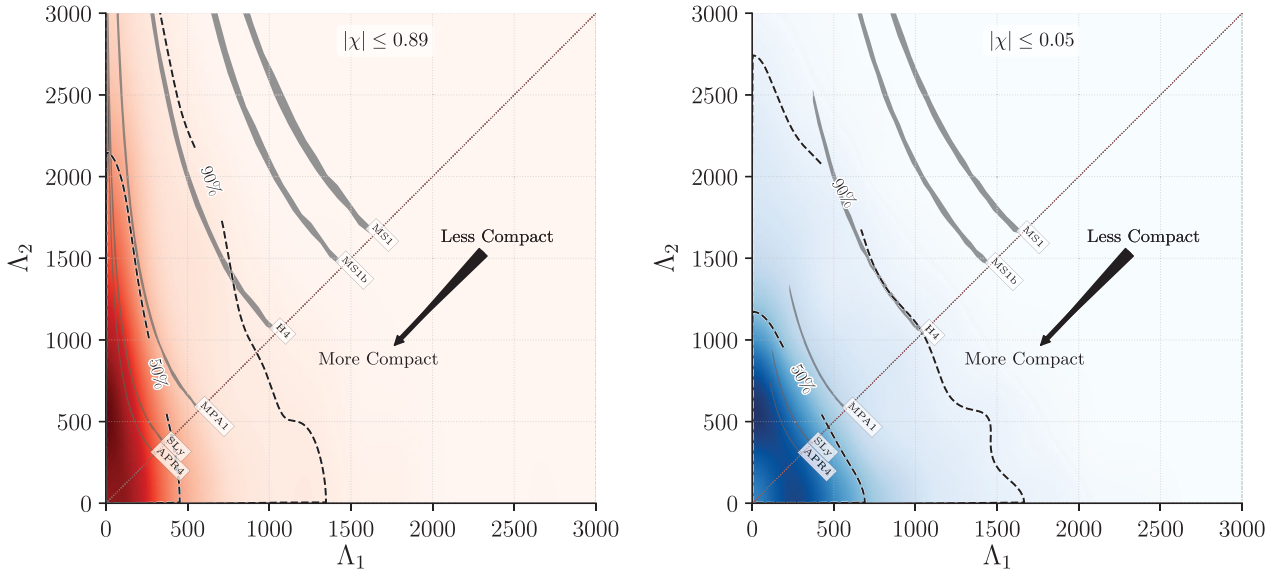 |χ| ≤ 0.89
3000
2500
2000
1500
1000
500
0
Λ₂
90%
50%
MS1
MS1b
H4
MPA1
SLy
APR4
Less Compact
More Compact
0 500 1000 1500 2000 2500 3000
Λ₁
|χ| ≤ 0.05
3000
2500
2000
1500
1000
500
0
Λ₂
90%
50%
MS1
MS1b
H4
MPA1
SLy
APR4
Less Compact
More Compact
0 500 1000 1500 2000 2500 3000
Λ₁